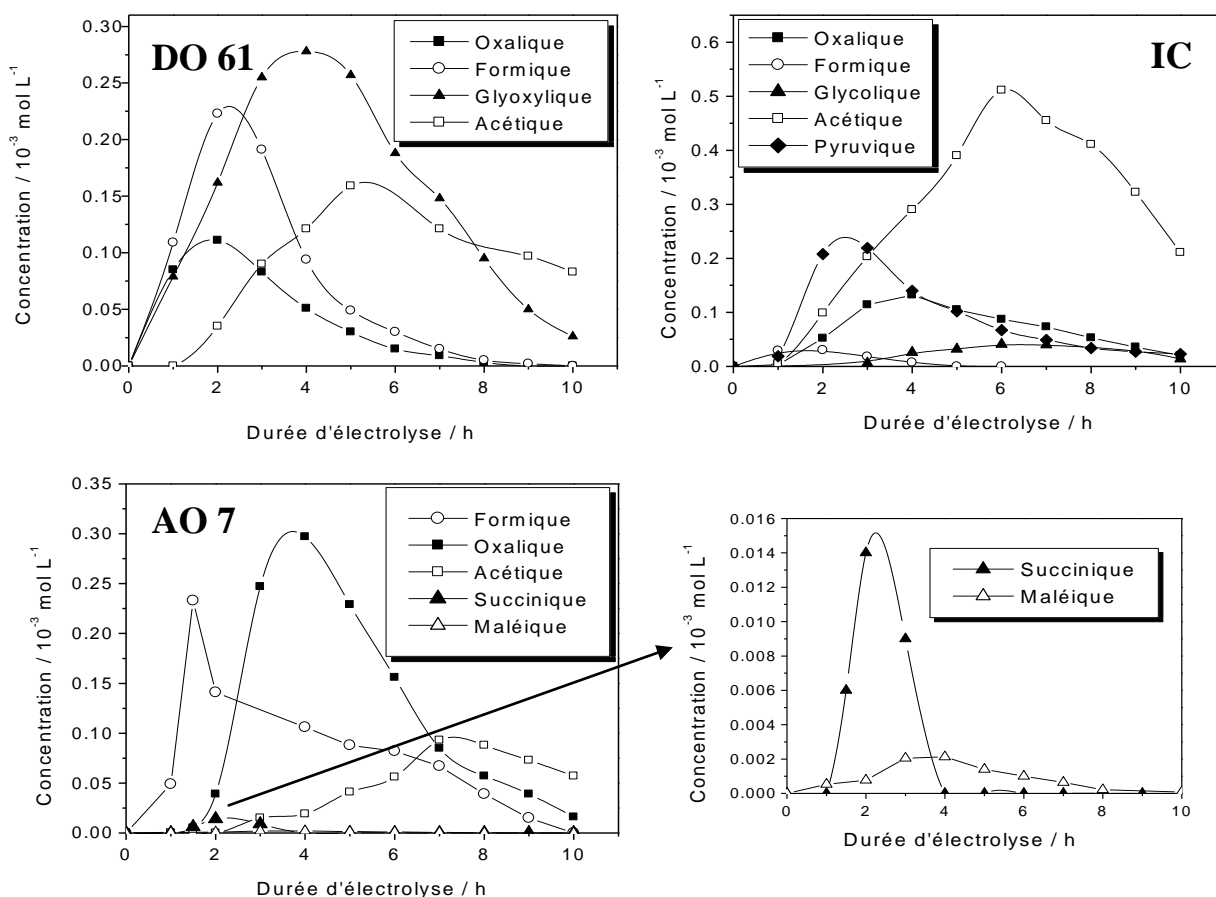 DO 61
Oxalique
Formique
Glyoxylique
Acétique
Concentration / 10⁻³ mol L⁻¹
0.30
0.25
0.20
0.15
0.10
0.05
0.00
0 2 4 6 8 10
Durée d'électrolyse / h
IC
Oxalique
Formique
Glycolique
Acétique
Pyruvique
Concentration / 10⁻³ mol L⁻¹
0.6
0.5
0.4
0.3
0.2
0.1
0.0
0 2 4 6 8 10
Durée d'électrolyse / h
AO 7
Formique
Oxalique
Acétique
Succinique
Maléique
Concentration / 10⁻³ mol L⁻¹
0.35
0.30
0.25
0.20
0.15
0.10
0.05
0.00
0 2 4 6 8 10
Durée d'électrolyse / h
Succinique
Maléique
Concentration / 10⁻³ mol L⁻¹
0.016
0.014
0.012
0.010
0.008
0.006
0.004
0.002
0.000
0 2 4 6 8 10
Durée d'électrolyse / h